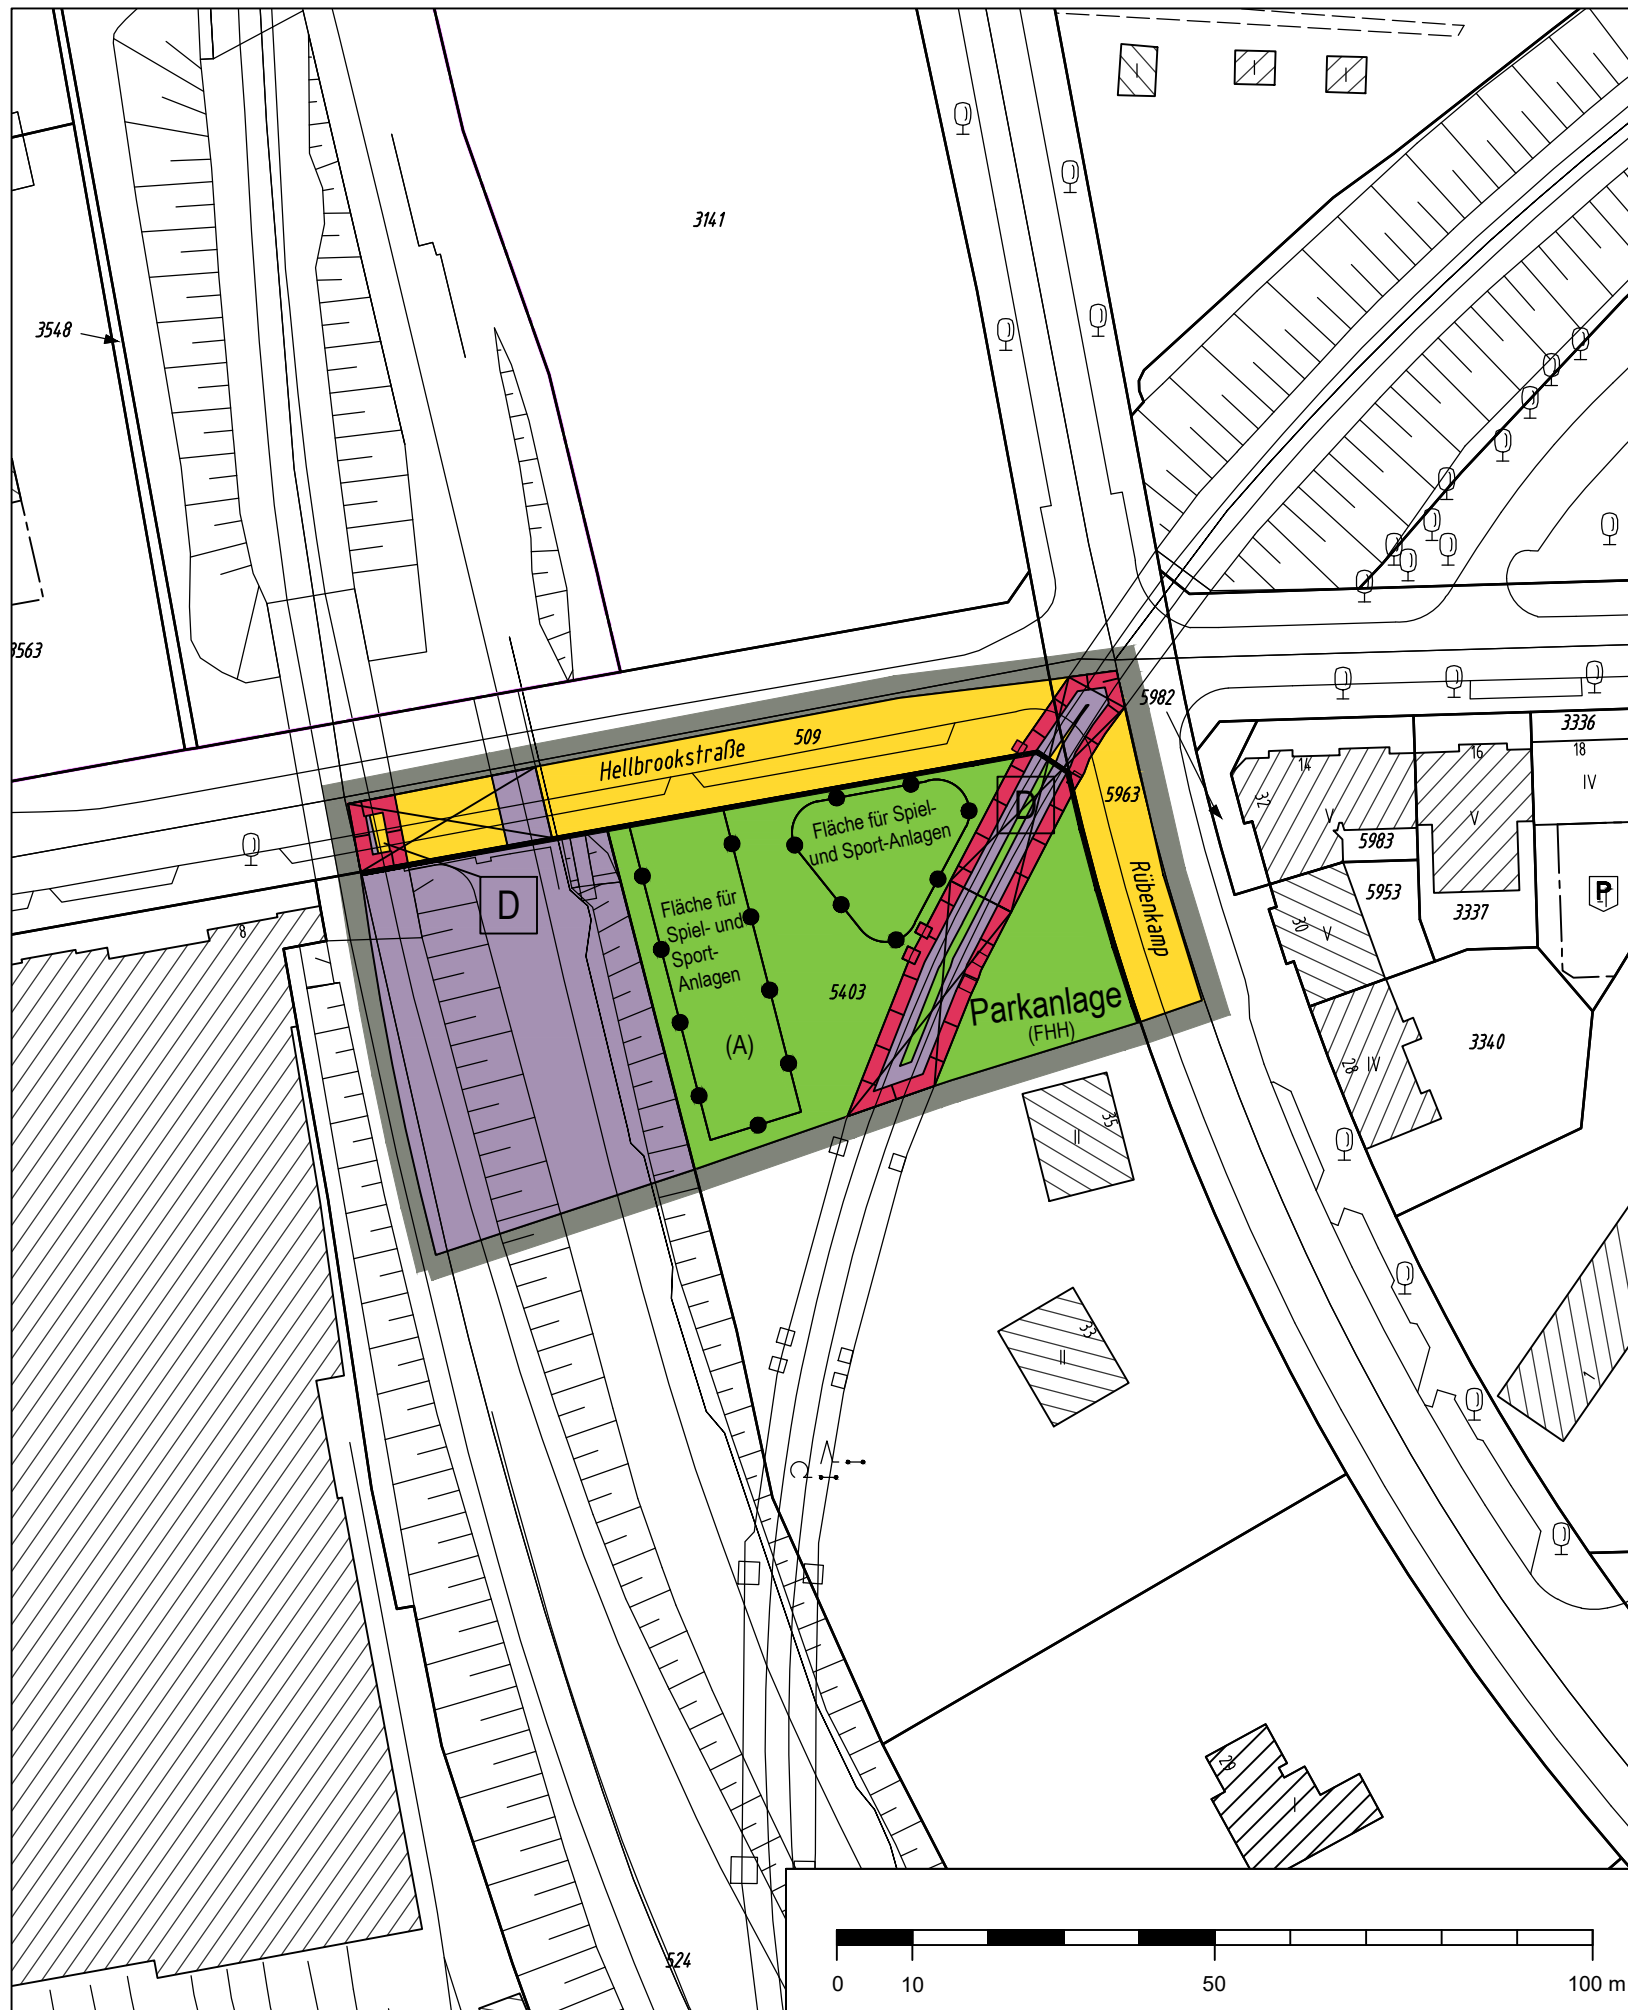 3141
3548
3563
5982
3336
18
IV
16
14
V
32
V
5983
5953
3337
P
30
V
28
IV
3340
Hellbrookstraße
509
5963
Rübenkamp
D
D
8
Fläche für Spiel-
und Sport-Anlagen
Fläche für
Spiel- und
Sport-
Anlagen
(A)
5403
Parkanlage
(FHH)
35
II
33
II
1
29
I
524
I
I
I
0
10
50
100 m